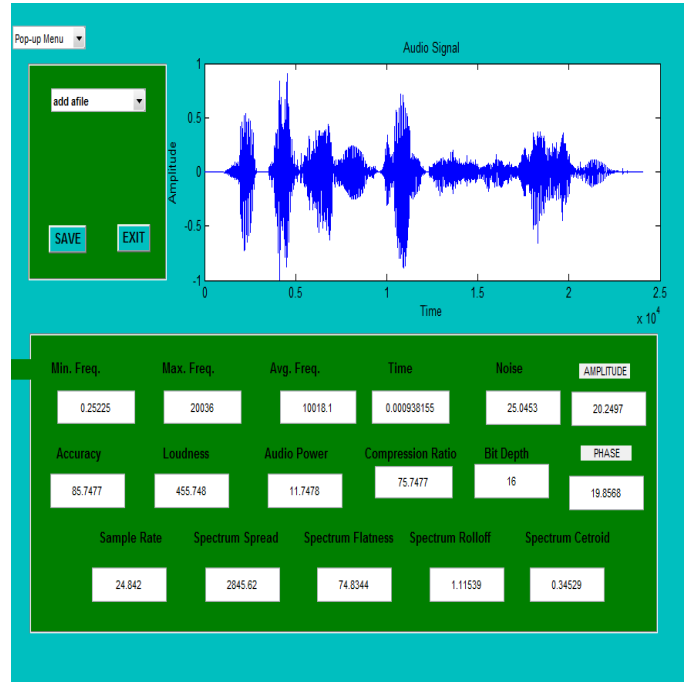 Pop-up Menu
Audio Signal
add afile
SAVE
EXIT
Amplitude
1
0.5
0
-0.5
-1
0
0.5
1
1.5
2
2.5
Time
x 10^4
Min. Freq.
Max. Freq.
Avg. Freq.
Time
Noise
AMPLITUDE
0.25225
20036
10018.1
0.000938155
25.0453
20.2497
Accuracy
Loudness
Audio Power
Compression Ratio
Bit Depth
PHASE
85.7477
455.748
11.7478
75.7477
16
19.8568
Sample Rate
Spectrum Spread
Spectrum Flatness
Spectrum Rolloff
Spectrum Cetroid
24.842
2845.62
74.8344
1.11539
0.34529